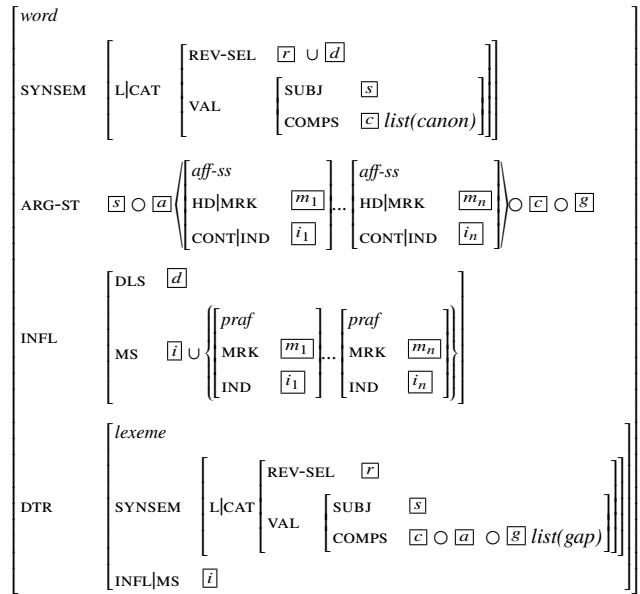 word
SYNSEM L|CAT REV-SEL r ∪ d
VAL SUBJ s
COMPS c list(canon)
ARG-ST s ○ a ⟨ aff-ss ... aff-ss ⟩ ○ c ○ g
HD|MRK m1 HD|MRK mn
CONT|IND i1 CONT|IND in
INFL DLS d
MS i ∪ { praf ... praf }
MRK m1 MRK mn
IND i1 IND in
DTR lexeme
SYNSEM L|CAT REV-SEL r
VAL SUBJ s
COMPS c ○ a ○ g list(gap)
INFL|MS i